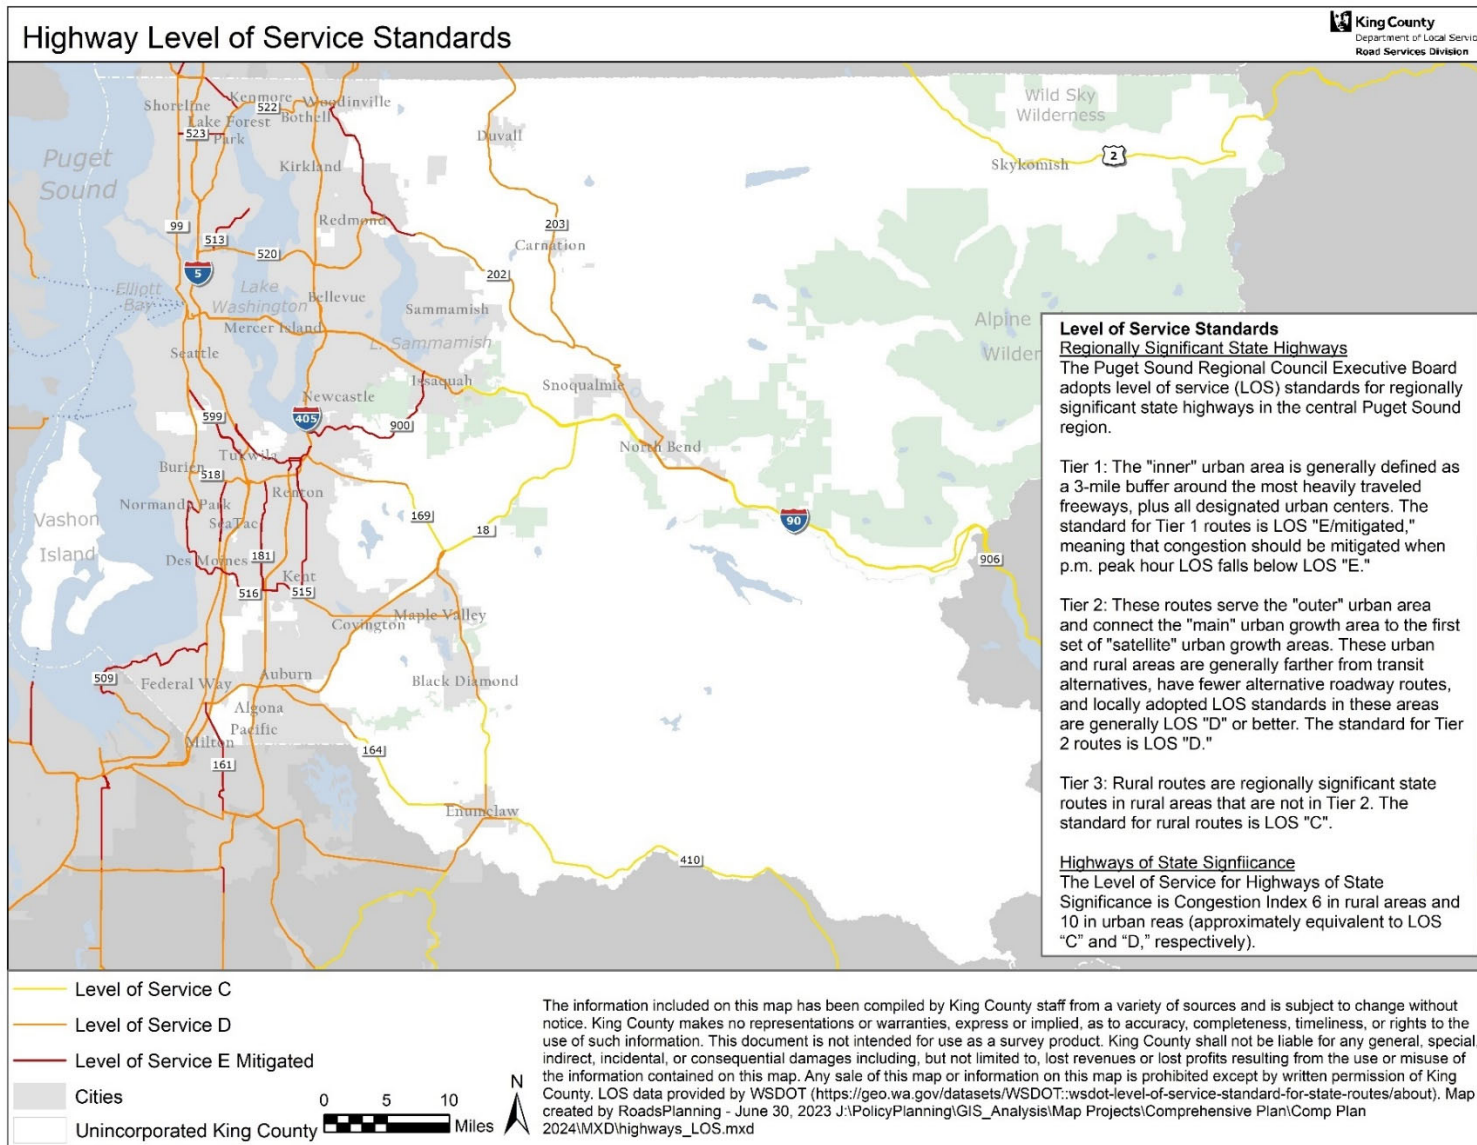 Highway Level of Service Standards
King County
Department of Local Servic
Road Services Division
Puget
Sound
Shoreline
Kenmore
Woodinville
522
Bothell
Lake Forest
Park
523
Kirkland
Duvall
Wild Sky
Wilderness
Skykomish
2
99
513
Redmond
203
Carnation
520
5
202
Elliott
Bay
Lake
Washington
Bellevue
Sammamish
Mercer Island
L. Sammamish
Seattle
Issaquah
Snoqualmie
Newcastle
599
405
900
North Bend
Tukwila
Burien
518
Renton
Normandy Park
SeaTac
169
18
90
906
Vashon
Island
Des Moines
181
Kent
516
515
Maple Valley
Covington
509
Federal Way
Auburn
Black Diamond
Algona
Pacific
Milton
164
161
Enumclaw
410
Alpine
Wilder
Level of Service Standards
Regionally Significant State Highways
The Puget Sound Regional Council Executive Board
adopts level of service (LOS) standards for regionally
significant state highways in the central Puget Sound
region.
Tier 1: The "inner" urban area is generally defined as
a 3-mile buffer around the most heavily traveled
freeways, plus all designated urban centers. The
standard for Tier 1 routes is LOS "E/mitigated,"
meaning that congestion should be mitigated when
p.m. peak hour LOS falls below LOS "E."
Tier 2: These routes serve the "outer" urban area
and connect the "main" urban growth area to the first
set of "satellite" urban growth areas. These urban
and rural areas are generally farther from transit
alternatives, have fewer alternative roadway routes,
and locally adopted LOS standards in these areas
are generally LOS "D" or better. The standard for Tier
2 routes is LOS "D."
Tier 3: Rural routes are regionally significant state
routes in rural areas that are not in Tier 2. The
standard for rural routes is LOS "C".
Highways of State Signfiicance
The Level of Service for Highways of State
Significance is Congestion Index 6 in rural areas and
10 in urban reas (approximately equivalent to LOS
“C” and “D,” respectively).
Level of Service C
Level of Service D
Level of Service E Mitigated
Cities
Unincorporated King County
0 5 10
Miles
N
The information included on this map has been compiled by King County staff from a variety of sources and is subject to change without
notice. King County makes no representations or warranties, express or implied, as to accuracy, completeness, timeliness, or rights to the
use of such information. This document is not intended for use as a survey product. King County shall not be liable for any general, special,
indirect, incidental, or consequential damages including, but not limited to, lost revenues or lost profits resulting from the use or misuse of
the information contained on this map. Any sale of this map or information on this map is prohibited except by written permission of King
County. LOS data provided by WSDOT (https://geo.wa.gov/datasets/WSDOT::wsdot-level-of-service-standard-for-state-routes/about). Map
created by RoadsPlanning - June 30, 2023 J:\PolicyPlanning\GIS_Analysis\Map Projects\Comprehensive Plan\Comp Plan
2024\MXD\highways_LOS.mxd